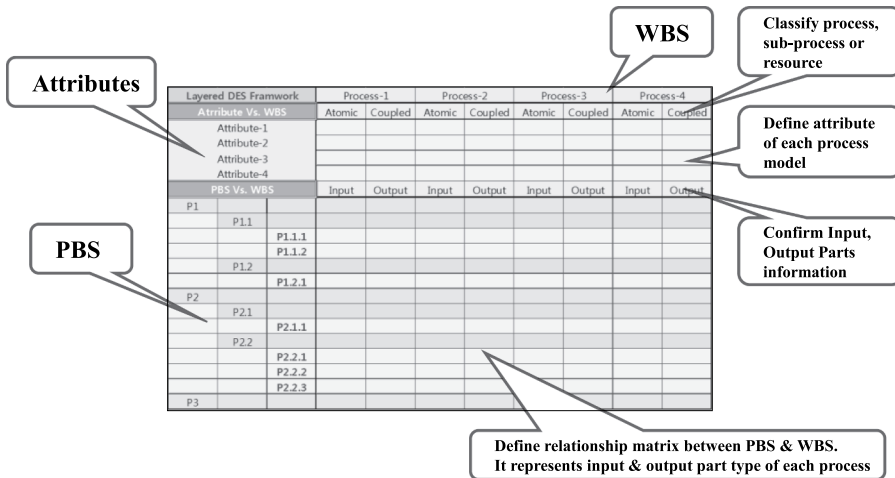 WBS
Classify process,
sub-process or
resource
Attributes
Layered DES Framwork Process-1 Process-2 Process-3 Process-4
Atrribute Vs. WBS Atomic Coupled Atomic Coupled Atomic Coupled Atomic Coupled
Attribute-1
Attribute-2
Attribute-3
Attribute-4
Define attribute
of each process
model
PBS Vs. WBS Input Output Input Output Input Output Input Output
P1
P1.1
P1.1.1
P1.1.2
P1.2
P1.2.1
P2
P2.1
P2.1.1
P2.2
P2.2.1
P2.2.2
P2.2.3
P3
PBS
Confirm Input,
Output Parts
information
Define relationship matrix between PBS & WBS.
It represents input & output part type of each process